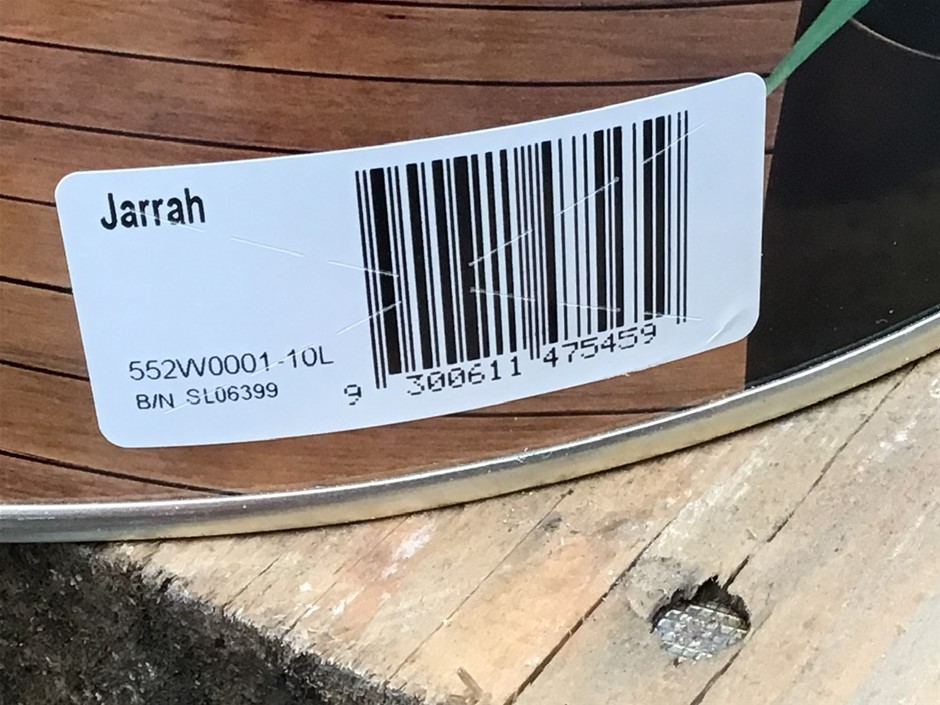 Jarrah
552W0001-10L
B/N SL06399
9 300611 475459